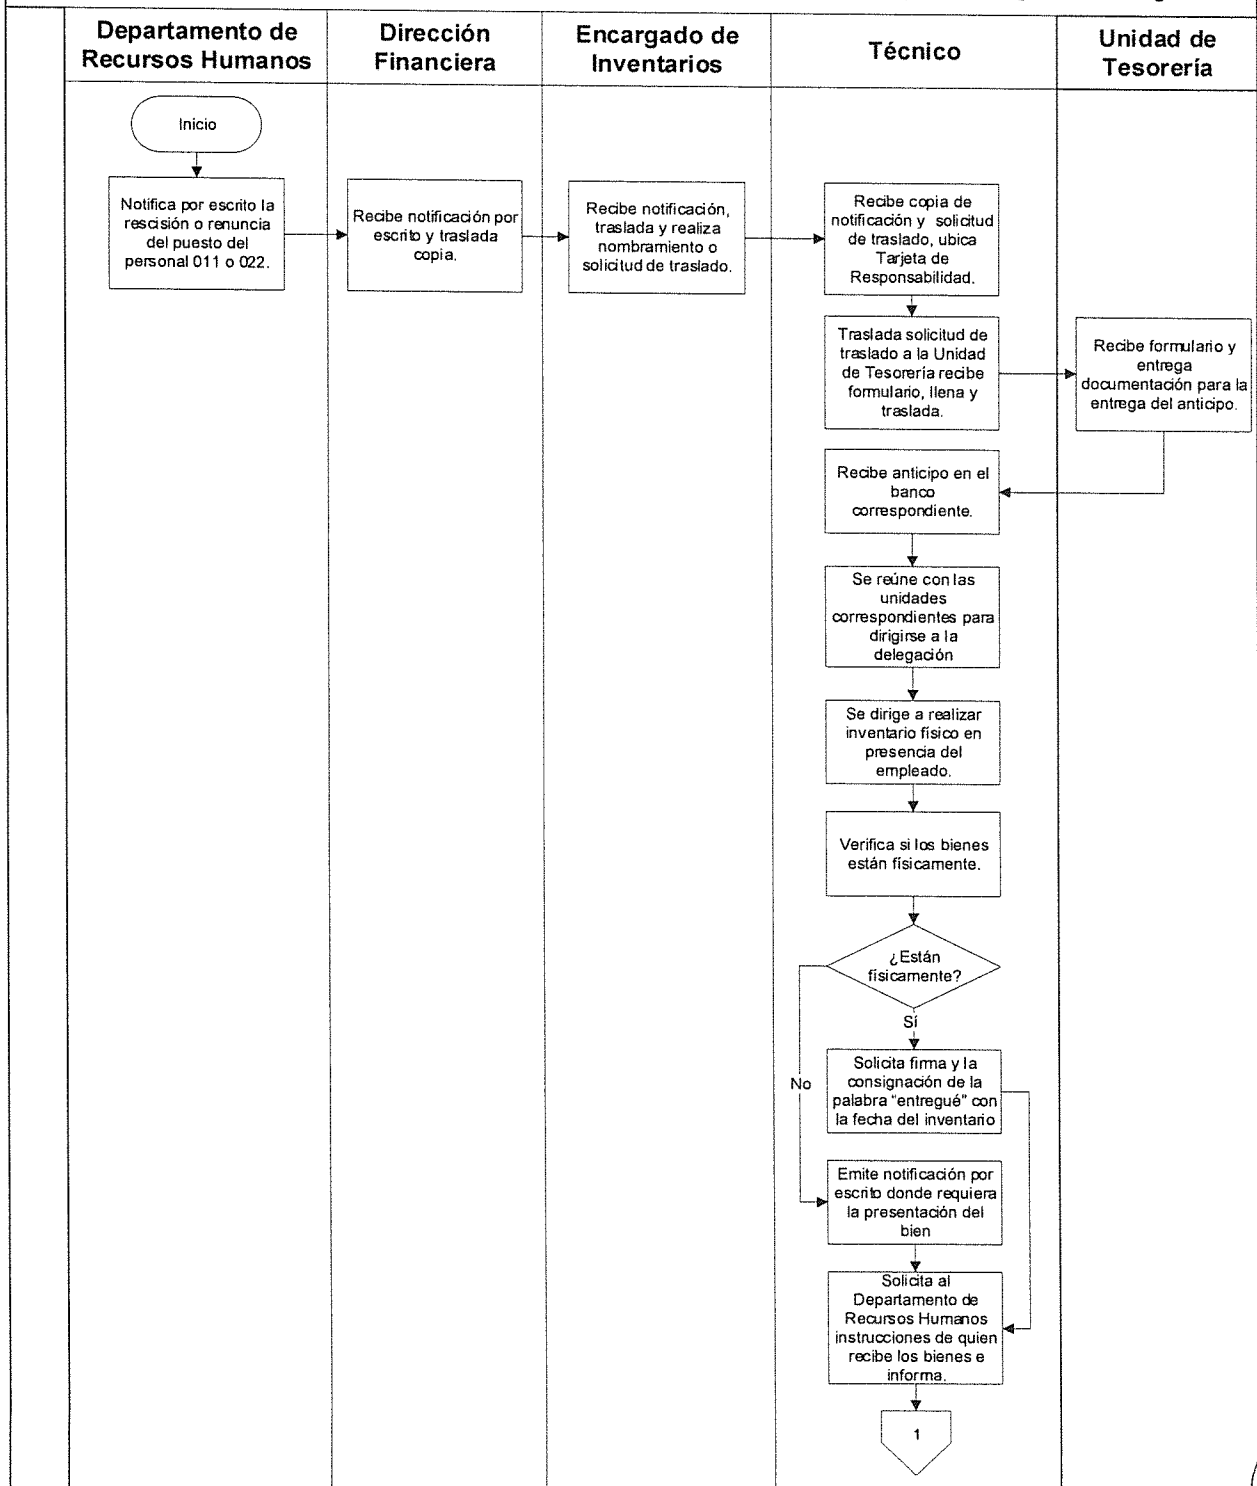 Departamento de
Recursos Humanos
Dirección
Financiera
Encargado de
Inventarios
Técnico
Unidad de
Tesorería
Inicio
Notifica por escrito la
rescisión o renuncia
del puesto del
personal 011 o 022.
Recibe notificación por
escrito y traslada
copia.
Recibe notificación,
traslada y realiza
nombramiento o
solicitud de traslado.
Recibe copia de
notificación y solicitud
de traslado, ubica
Tarjeta de
Responsabilidad.
Traslada solicitud de
traslado a la Unidad
de Tesorería recibe
formulario, llena y
traslada.
Recibe formulario y
entrega
documentación para la
entrega del anticipo.
Recibe anticipo en el
banco
correspondiente.
Se reúne con las
unidades
correspondientes para
dirigirse a la
delegación
Se dirige a realizar
inventario físico en
presencia del
empleado.
Verifica si los bienes
están físicamente.
¿Están
físicamente?
Sí
No
Solicita firma y la
consignación de la
palabra "entregué" con
la fecha del inventario
Emite notificación por
escrito donde requiera
la presentación del
bien
Solicita al
Departamento de
Recursos Humanos
instrucciones de quien
recibe los bienes e
informa.
1